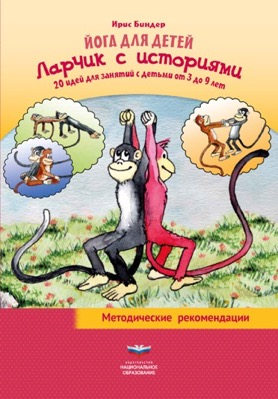 Ирис Биндер
ЙОГА ДЛЯ ДЕТЕЙ
Ларчик с историями
20 идей для занятий с детьми от 3 до 9 лет
Методические рекомендации
ИЗДАТЕЛЬСТВО
НАЦИОНАЛЬНОЕ
ОБРАЗОВАНИЕ